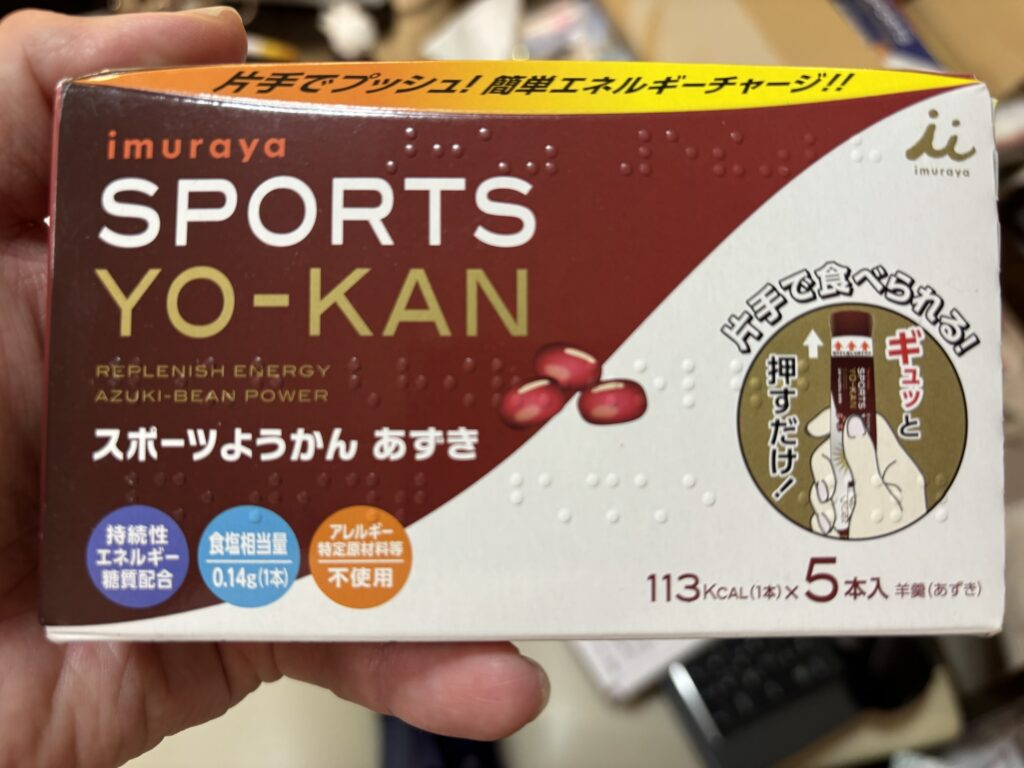 片手でプッシュ! 簡単エネルギーチャージ!!
imuraya
SPORTS
YO-KAN
REPLENISH ENERGY
AZUKI-BEAN POWER
スポーツようかん あずき
持続性
エネルギー
糖質配合
食塩相当量
0.14g(1本)
アレルギー
特定原材料等
不使用
imuraya
片手で食べられる!
ギュッと
押すだけ!
SPORTS
YO-KAN
113KCAL(1本)×5本入 羊羹(あずき)